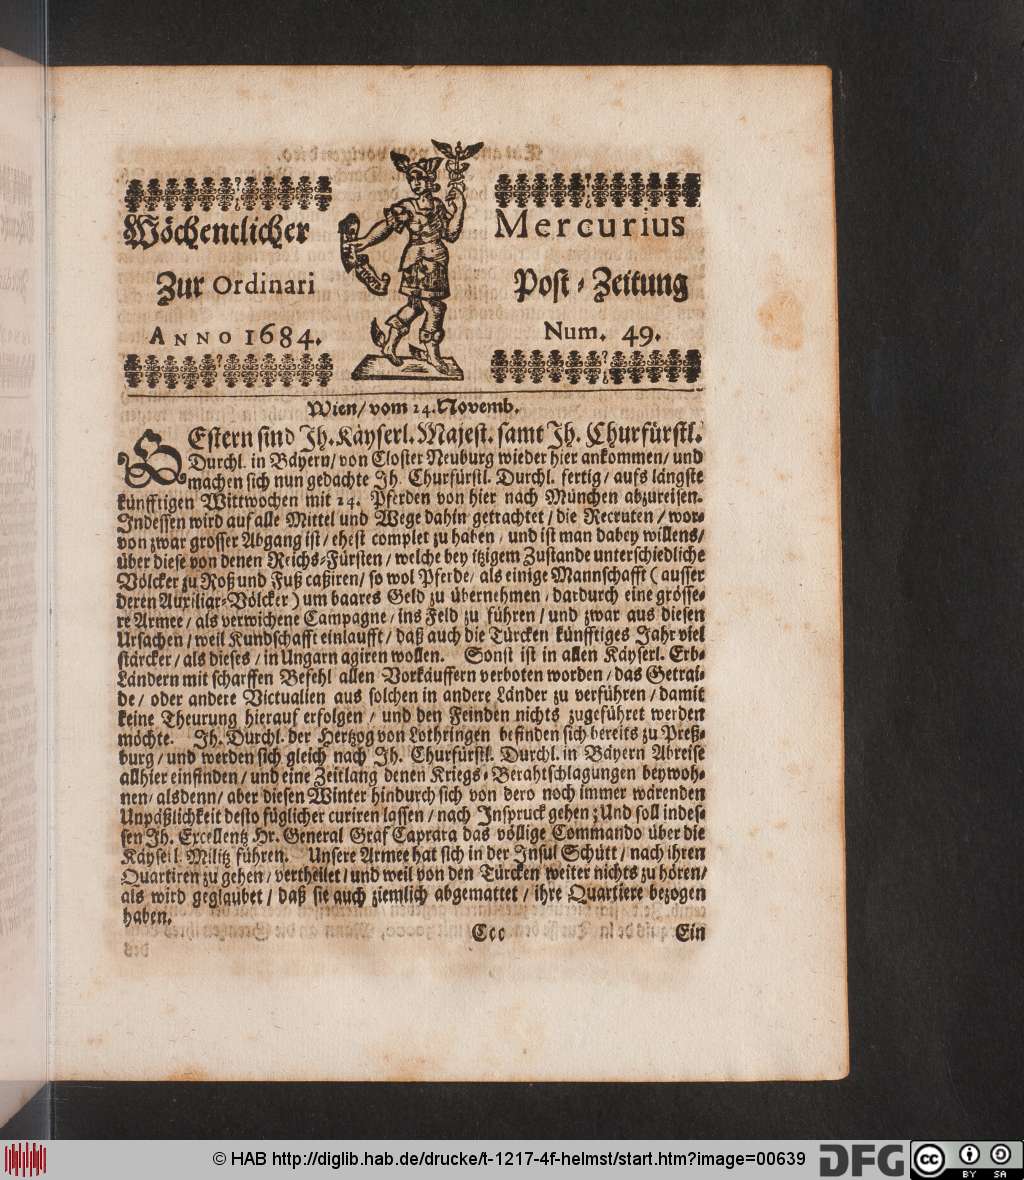 Wöchentlicher Mercurius
Zur Ordinari Post-Zeitung
ANNO 1684. Num. 49.
Wien/ vom 14. Novemb.
GEstern sind Jh. Käyserl. Majest. samt Jh. Churfürstl.
Durchl. in Bäyern/ von Closter Neuburg wieder hier ankommen/ und
machen sich nun gedachte Jh. Churfürstl. Durchl. fertig/ aufs längste
künfftigen Wittwochen mit 24. Pferden von hier nach München abzureisen.
Indessen wird auf alle Mittel und Wege dahin getrachtet/ die Recruten/ wor-
von zwar grosser Abgang ist/ ehest complet zu haben/ und ist man dabey willens/
über diese von denen Reichs-Fürsten/ welche bey itzigem Zustande unterschiedliche
Völcker zu Roß und Fuß caßiren/ so wol Pferde/ als einige Mannschafft (ausser
deren Auxiliar-Völcker) um baares Geld zu übernehmen/ dardurch eine grösse-
re Armee/ als verwichene Campagne/ ins Feld zu führen/ und zwar aus diesen
Ursachen/ weil Kundschafft einlaufft/ daß auch die Türcken künfftiges Jahr viel
stärcker/ als dieses/ in Ungarn agiren wollen. Sonst ist in allen Käyserl. Erb-
Ländern mit scharffen Befehl allen Vorkäuffern verboten worden/ das Getrai-
de/ oder andere Victualien aus solchen in andere Länder zu verführen/ damit
keine Theurung hierauf erfolgen/ und den Feinden nichts zugeführet werden
möchte. Jh. Durchl. der Hertzog von Lothringen befinden sich bereits zu Preß-
burg/ und werden sich gleich nach Jh. Churfürstl. Durchl. in Bäyern Abreise
allhier einfinden/ und eine Zeitlang denen Kriegs-Berahtschlagungen beywoh-
nen/ alsdenn/ aber diesen Winter hindurch sich von dero noch immer wärenden
Unpäßlichkeit desto füglicher curiren lassen/ nach Inspruck gehen; Und soll indes-
sen Jh. Excellentz Hr. General Graf Caprara das völlige Commando über die
Käyserl. Militz führen. Unsere Armee hat sich in der Insul Schütt/ nach ihren
Quartiren zu gehen/ vertheilet/ und weil von den Türcken weiter nichts zu hören/
als wird geglaubet/ daß sie auch ziemlich abgemattet/ ihre Quartiere bezogen
haben.
Ccc Ein
© HAB http://diglib.hab.de/drucke/t-1217-4f-helmst/start.htm?image=00639
DFG
cc BY SA